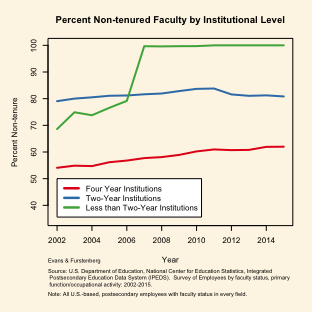 Percent Non-tenured Faculty by Institutional Level
Percent Non-tenure
100
90
80
70
60
50
40
Four Year Institutions
Two-Year Institutions
Less than Two-Year Institutions
2002 2004 2006 2008 2010 2012 2014
Evans & Furstenberg
Year
Source: U.S. Department of Education, National Center for Education Statistics, Integrated
Postsecondary Education Data System (IPEDS). Survey of Employees by faculty status, primary
function/occupational activity: 2002-2015.
Note: All U.S.-based, postsecondary employees with faculty status in every field.